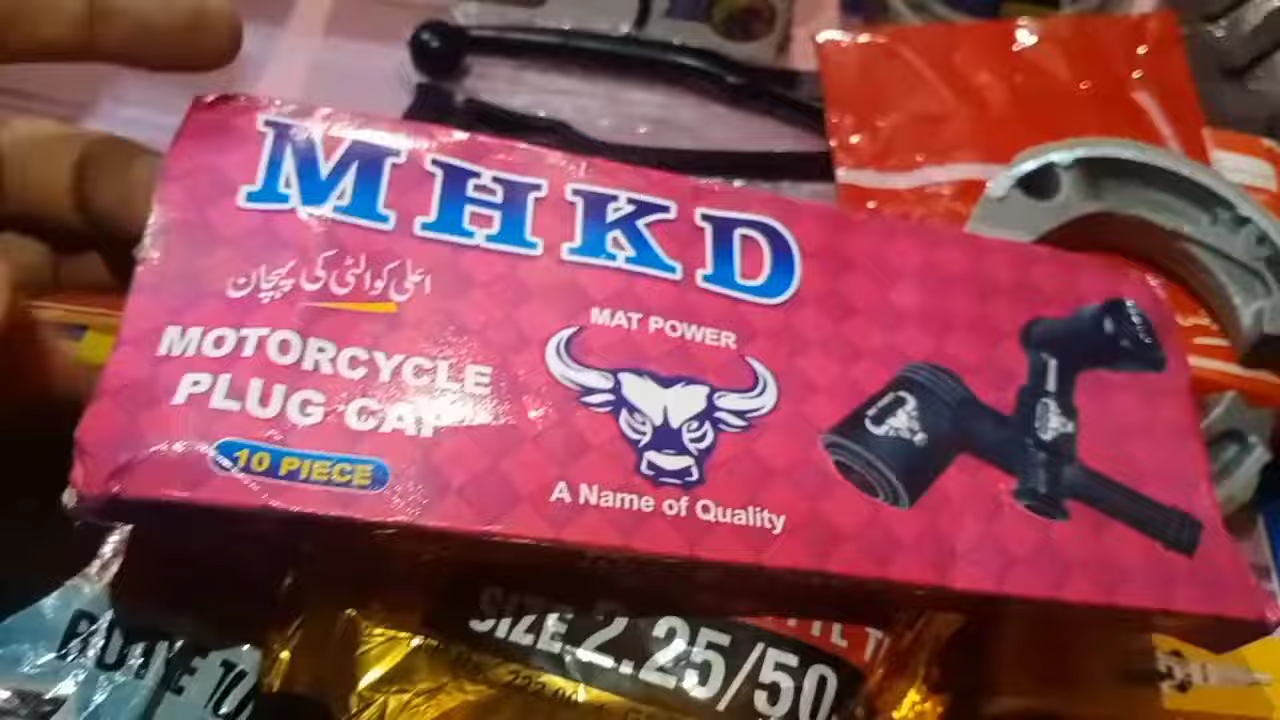 MHKD
اعلی کوالٹی کی پہچان
MOTORCYCLE
PLUG CAP
10 PIECE
MAT POWER
A Name of Quality
SIZE 2.25/50